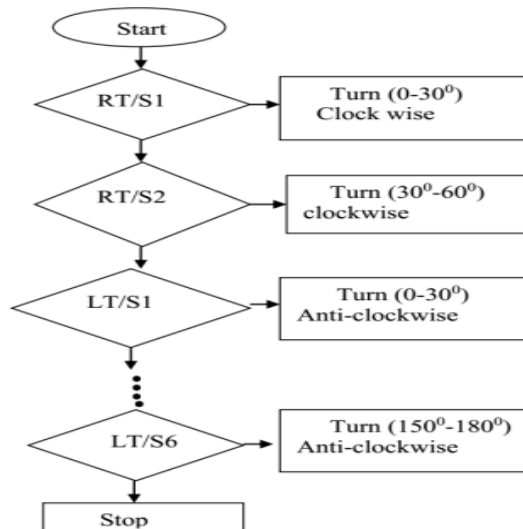 Start
RT/S1
Turn (0-30⁰)
Clock wise
RT/S2
Turn (30⁰-60⁰)
clockwise
LT/S1
Turn (0-30⁰)
Anti-clockwise
LT/S6
Turn (150⁰-180⁰)
Anti-clockwise
Stop